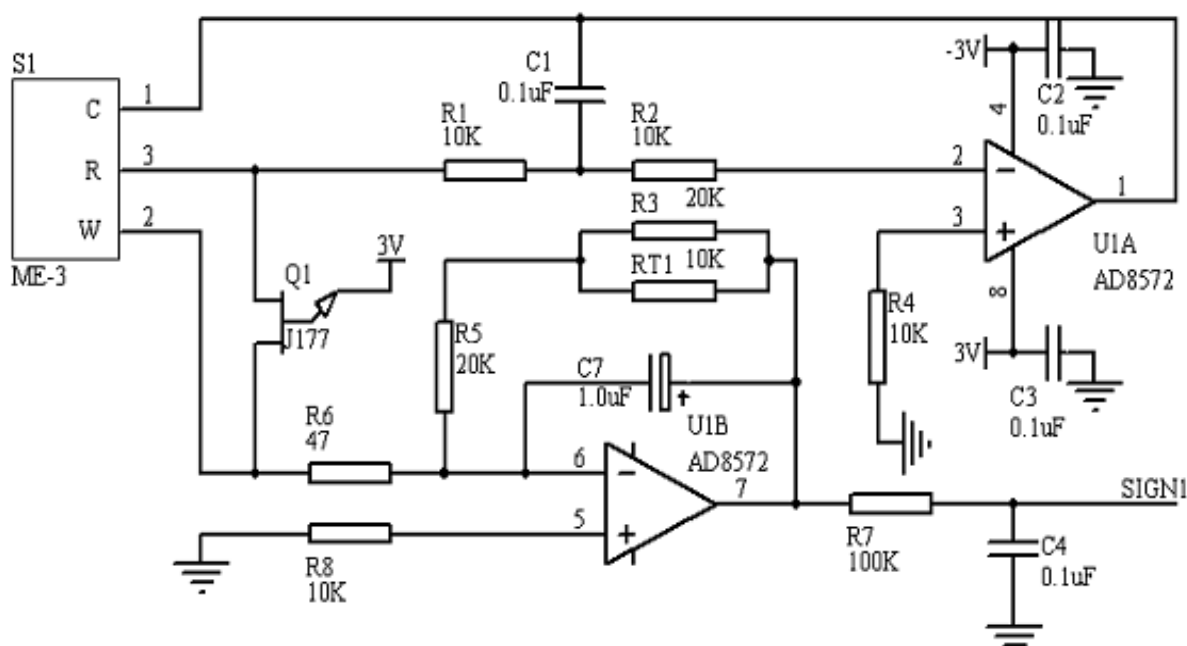 S1
C
1
R
3
W
2
ME-3
C1
0.1uF
R1
10K
R2
10K
20K
R3
10K
RT1
Q1
3V
J177
R5
20K
C7
1.0uF
R6
47
6
5
7
U1B
AD8572
R8
10K
-3V
4
C2
0.1uF
2
3
1
U1A
AD8572
8
R4
10K
3V
C3
0.1uF
SIGN1
R7
100K
C4
0.1uF